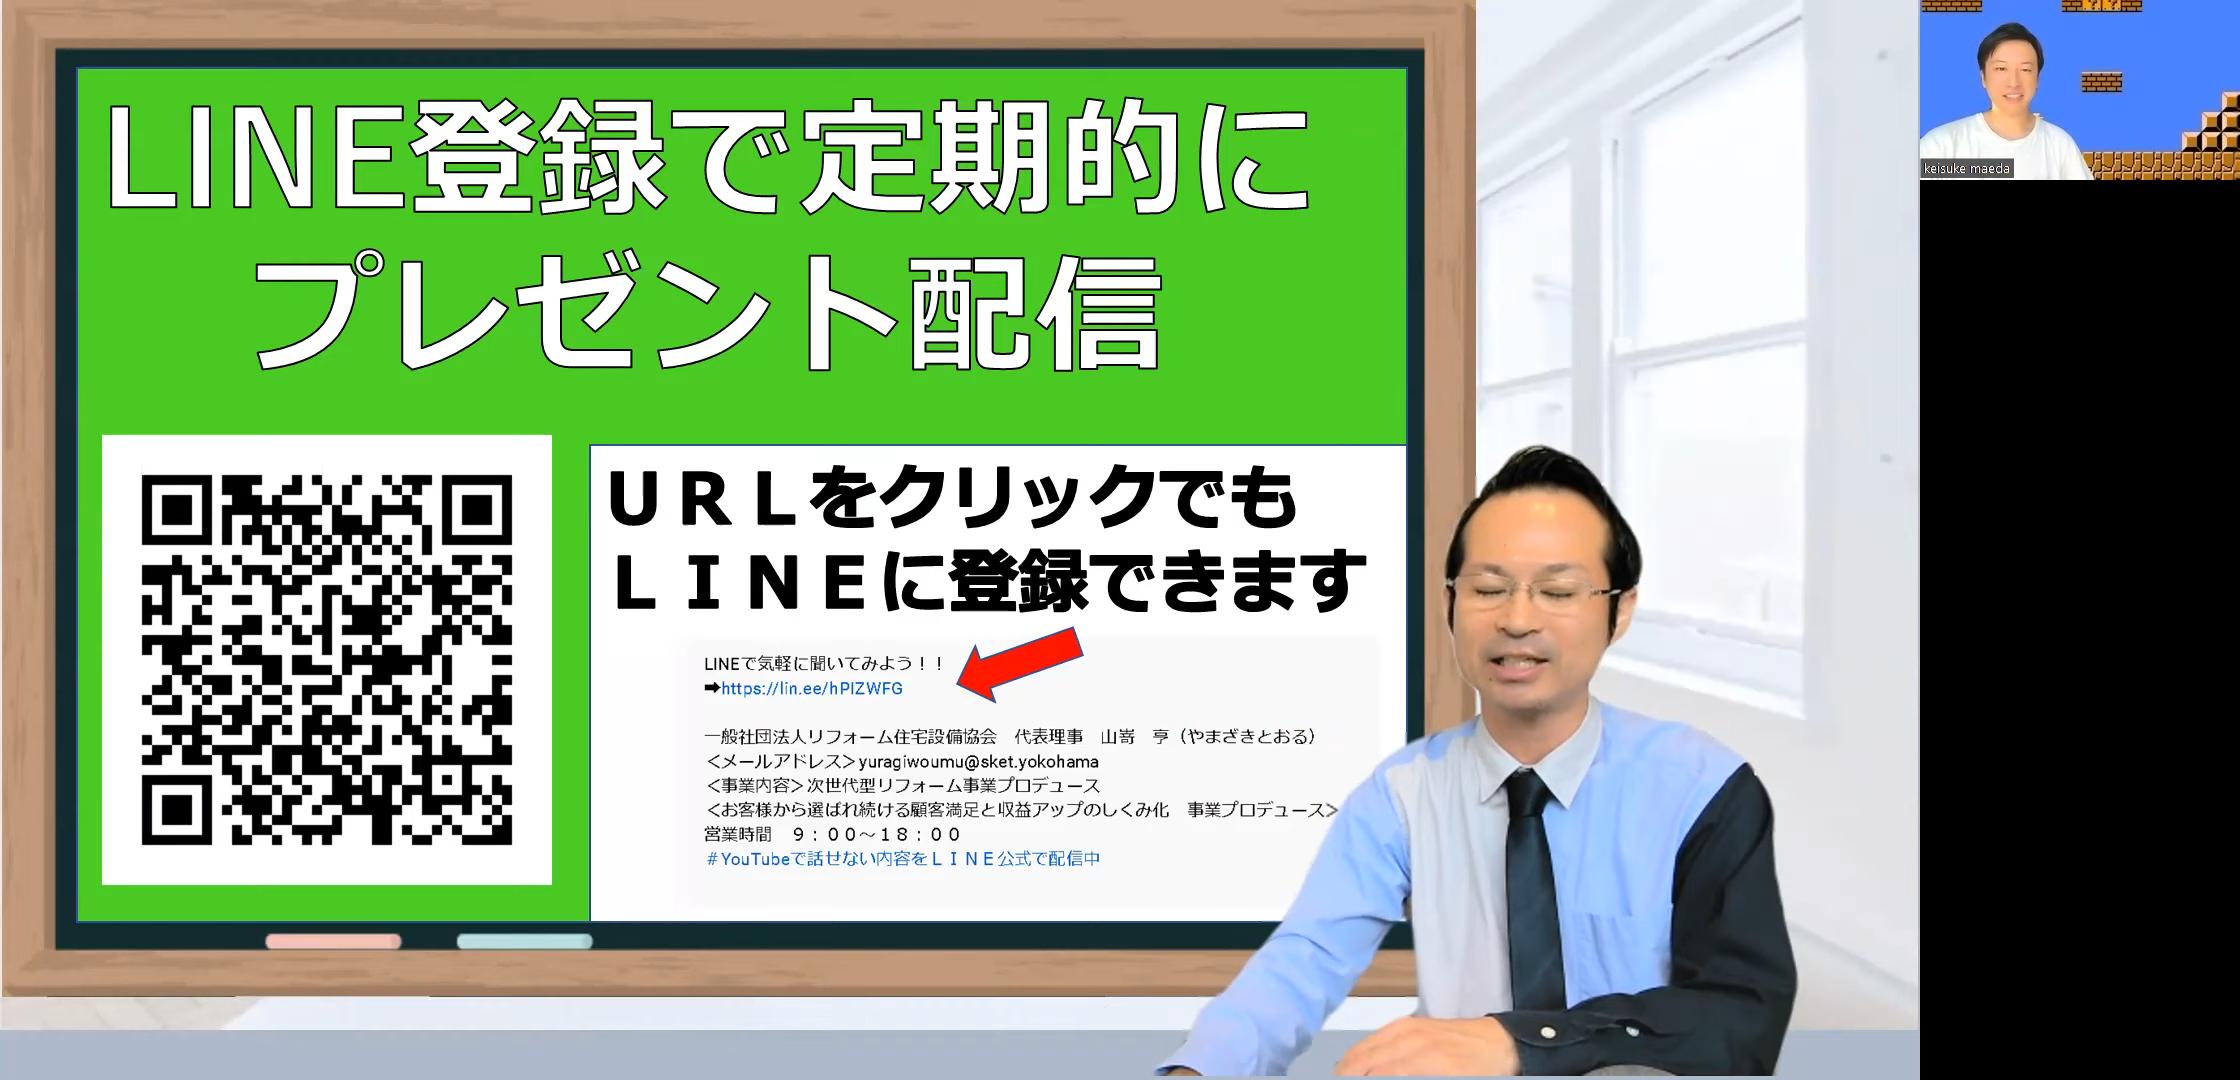 LINE登録で定期的に
プレゼント配信
ＵＲＬをクリックでも
ＬＩＮＥに登録できます
LINEで気軽に聞いてみよう！！
➡https://lin.ee/hPIZWFG
一般社団法人リフォーム住宅設備協会　代表理事　山嵜　亨（やまざきとおる）
＜メールアドレス＞yuragiwoumu@sket.yokohama
＜事業内容＞次世代型リフォーム事業プロデュース
＜お客様から選ばれ続ける顧客満足と収益アップのしくみ化　事業プロデュース＞
営業時間　９：００～１８：００
＃YouTubeで話せない内容をＬＩＮＥ公式で配信中
keisuke maeda